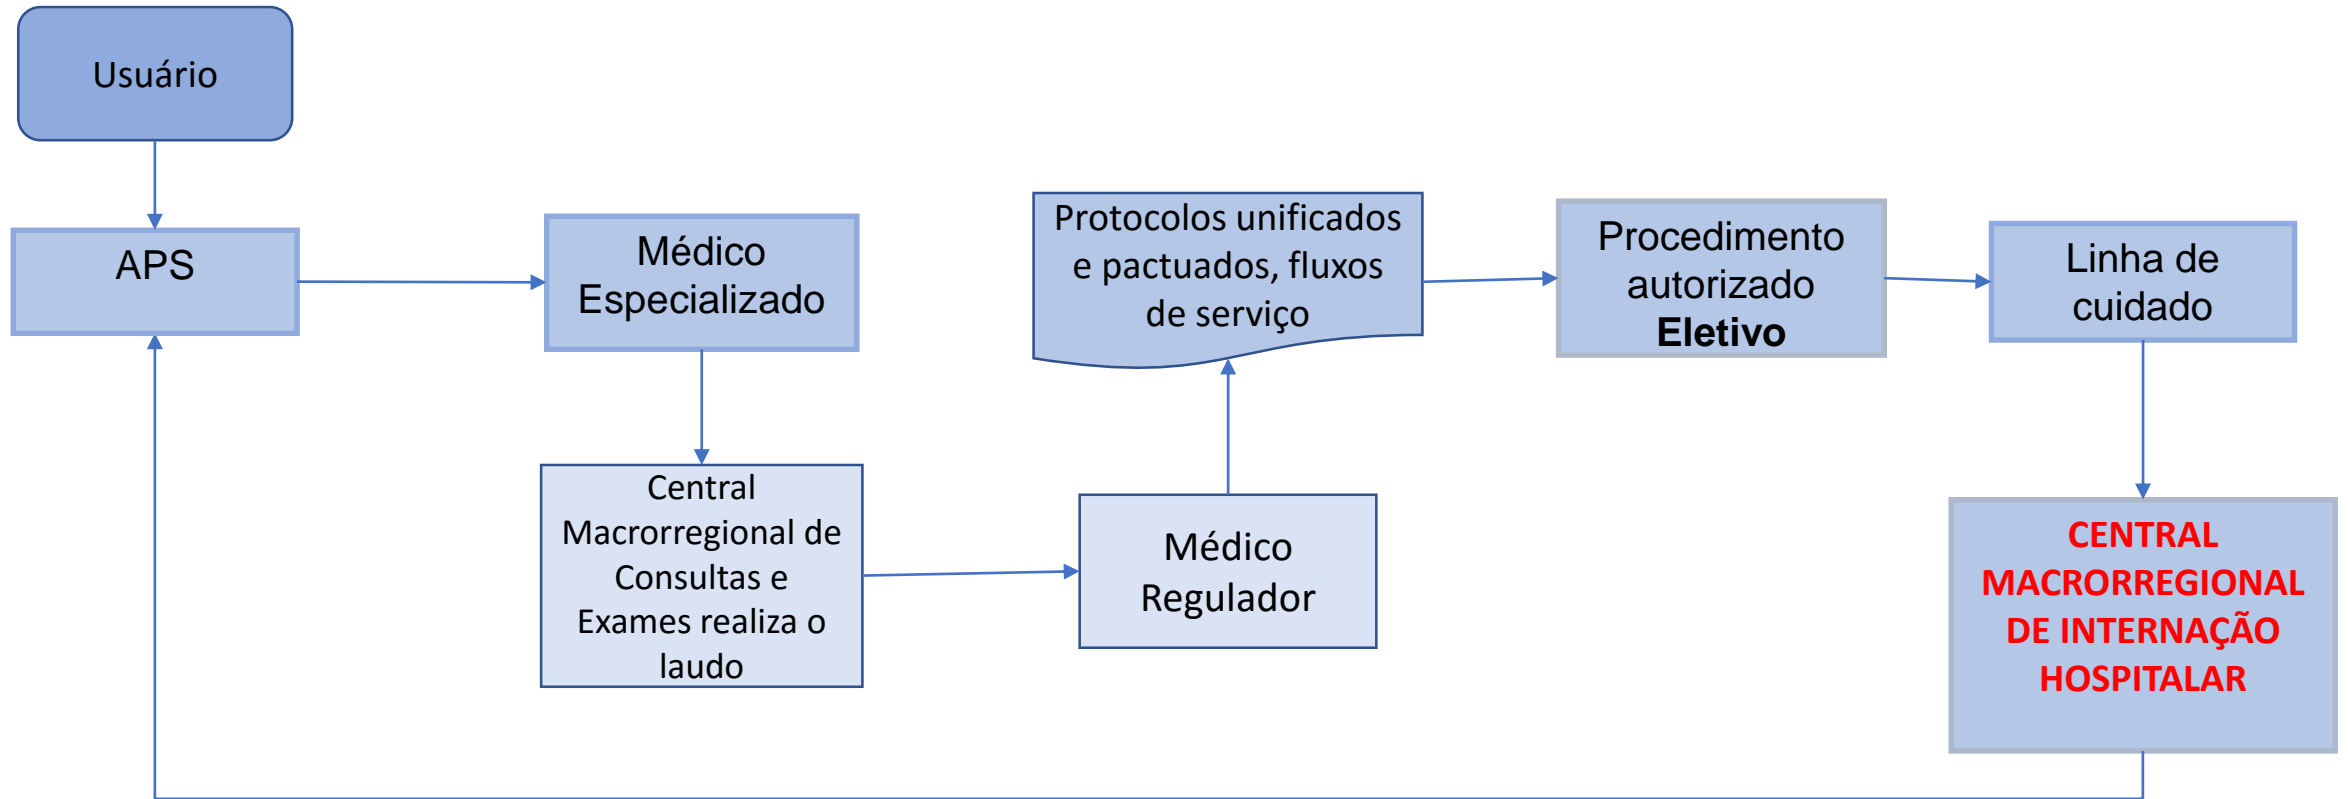 Usuário
APS
Médico
Especializado
Central
Macrorregional de
Consultas e
Exames realiza o
laudo
Médico
Regulador
Protocolos unificados
e pactuados, fluxos
de serviço
Procedimento
autorizado
Eletivo
Linha de
cuidado
CENTRAL
MACRORREGIONAL
DE INTERNAÇÃO
HOSPITALAR